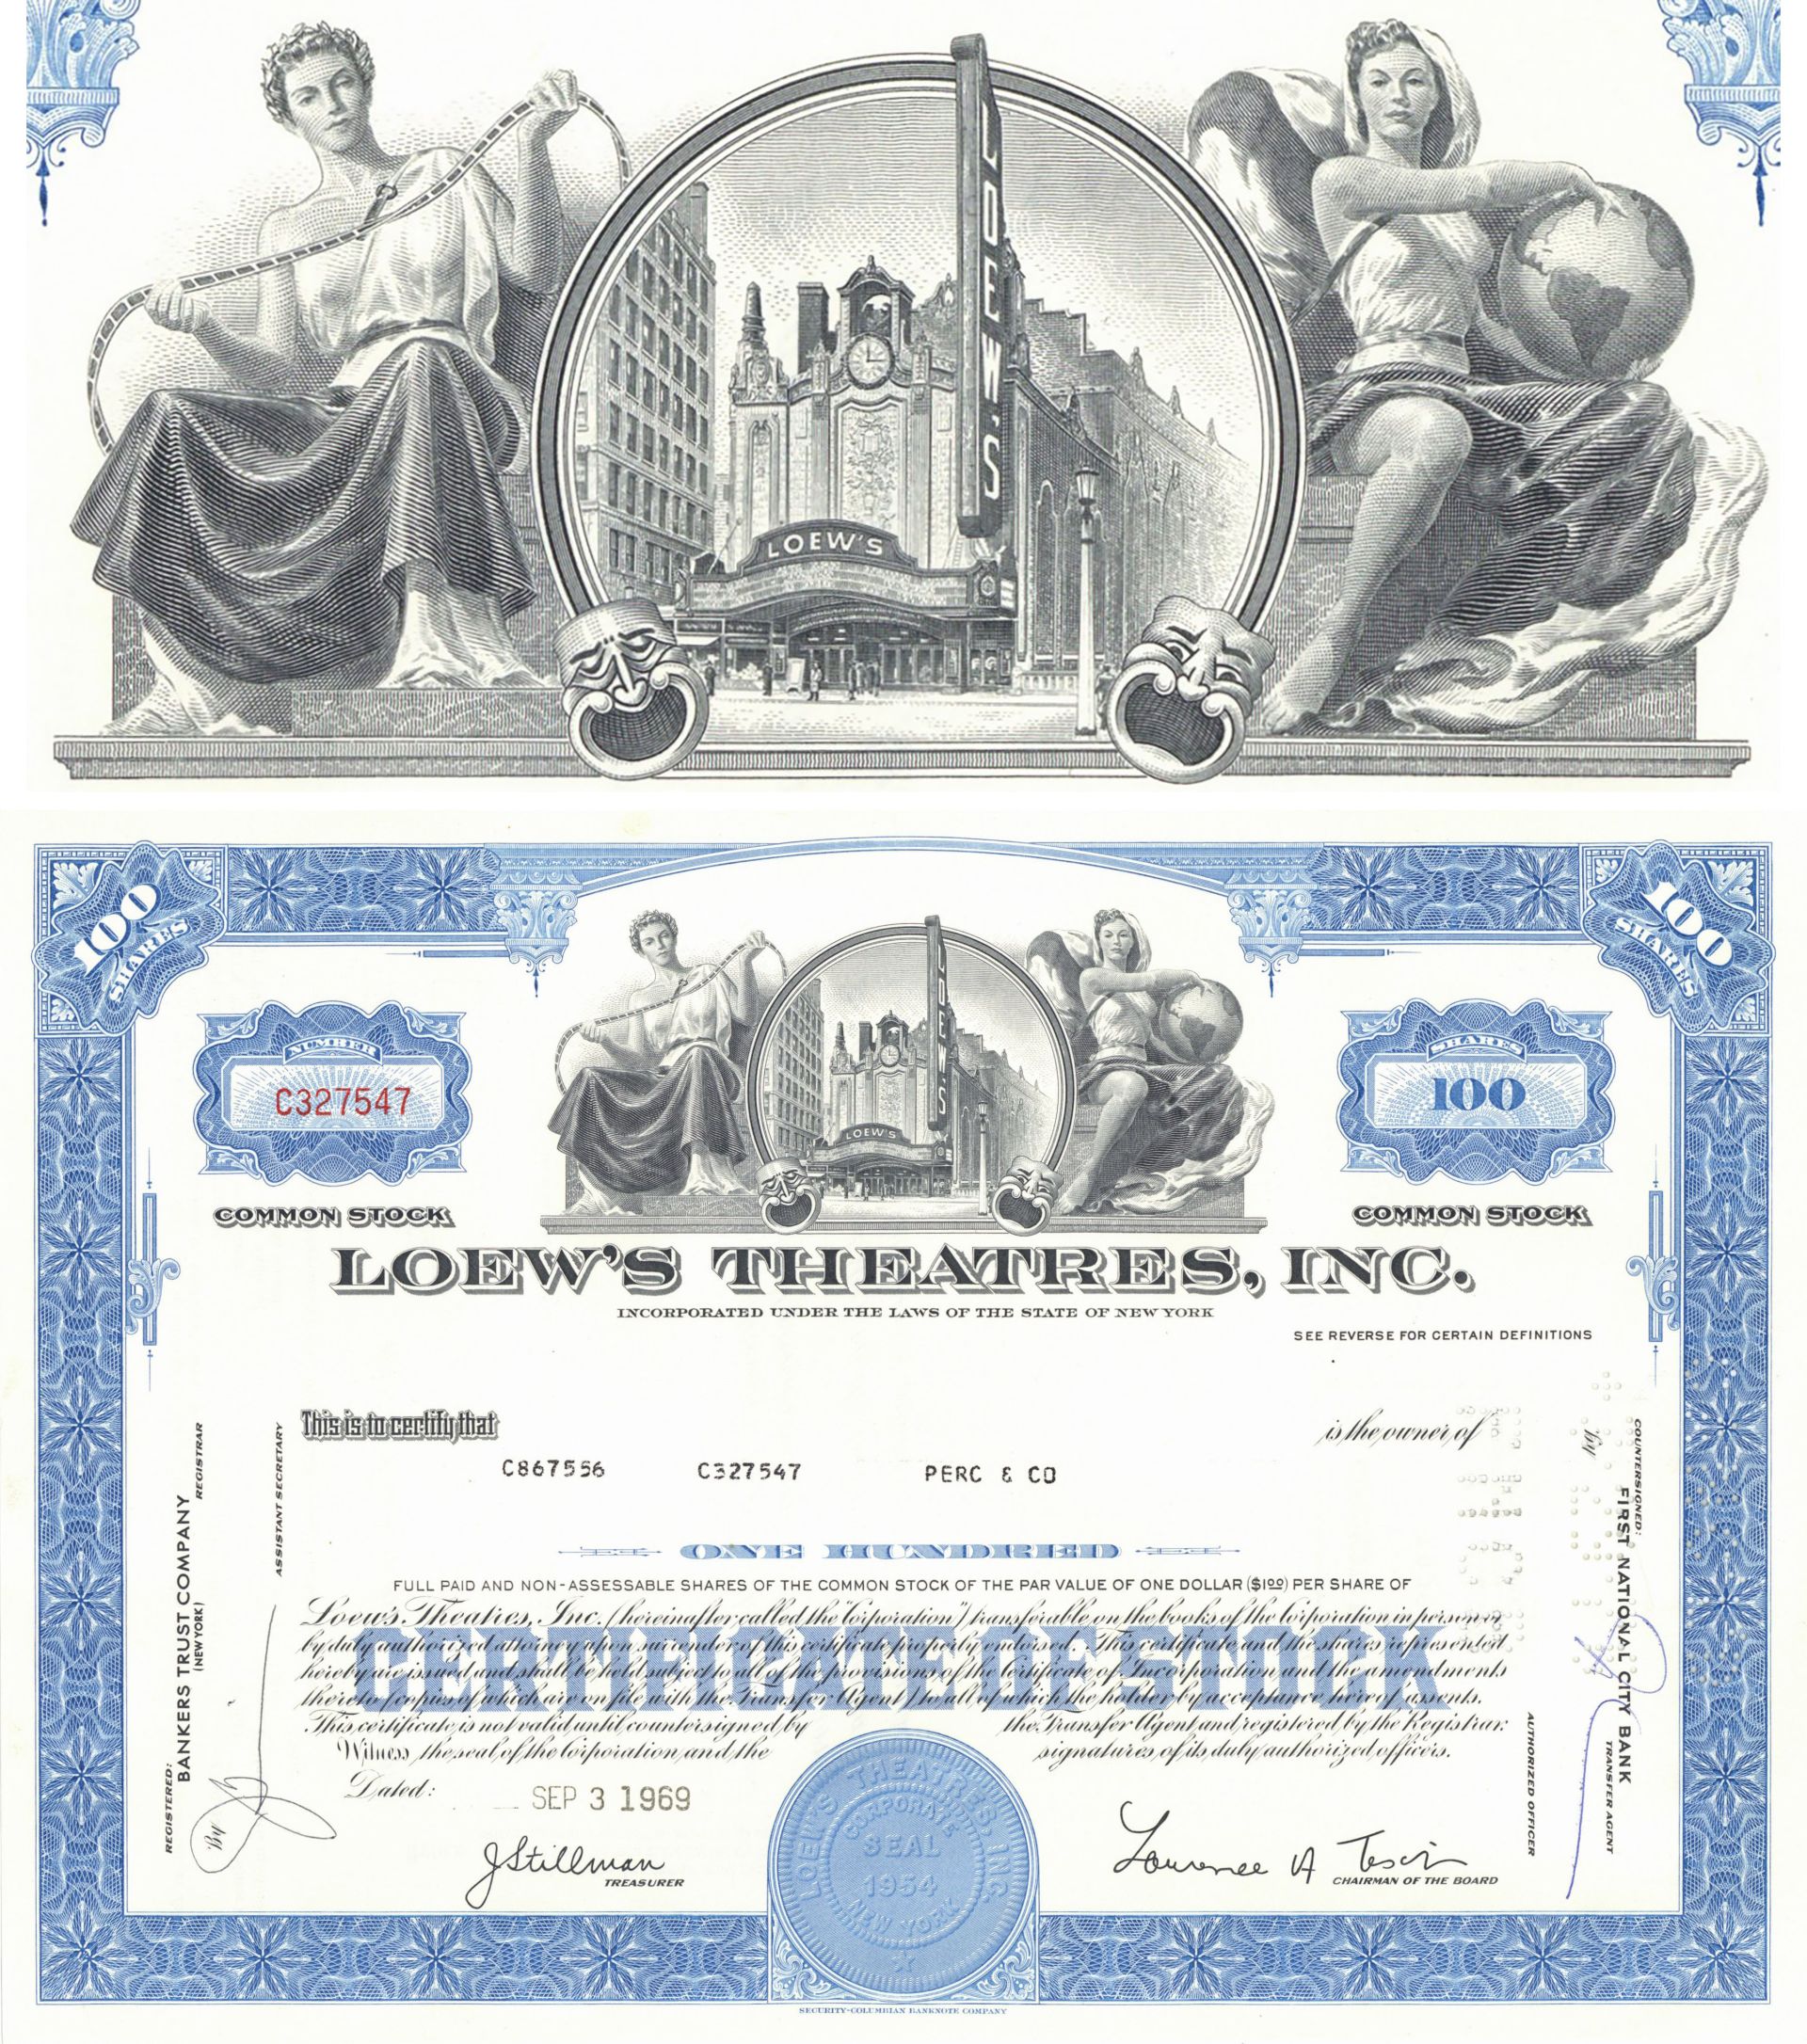 LOEW'S
LOEW'S
100
SHARES
100
SHARES
NUMBER
C327547
LOEW'S
LOEW'S
SHARES
100
COMMON STOCK
COMMON STOCK
LOEW'S THEATRES, INC.
INCORPORATED UNDER THE LAWS OF THE STATE OF NEW YORK
SEE REVERSE FOR CERTAIN DEFINITIONS
This is to certify that
is the owner of
C867556 C327547 PERC & CO
ONE HUNDRED
FULL PAID AND NON-ASSESSABLE SHARES OF THE COMMON STOCK OF THE PAR VALUE OF ONE DOLLAR ($1.00) PER SHARE OF
Loew's Theatres, Inc. (hereinafter called the "Corporation") transferable on the books of the Corporation in person or
by duly authorized attorney upon surrender of this certificate properly endorsed. This certificate and the shares represented
hereby are issued and shall be held subject to all of the provisions of the Certificate of Incorporation and the amendments
thereto (copies of which are on file with the Transfer Agent) to all of which the holder by acceptance hereof assents.
This certificate is not valid until countersigned by the Transfer Agent and registered by the Registrar.
Witness the seal of the Corporation and the signatures of its duly authorized officers.
CERTIFICATE OF STOCK
Dated: SEP 3 1969
J Stillman
TREASURER
Laurence A Tisch
CHAIRMAN OF THE BOARD
LOEW'S THEATRES, INC.
CORPORATE
SEAL
1954
NEW YORK
REGISTERED:
BANKERS TRUST COMPANY
(NEW YORK)
REGISTRAR
By
ASSISTANT SECRETARY
COUNTERSIGNED:
FIRST NATIONAL CITY BANK
TRANSFER AGENT
By
AUTHORIZED OFFICER
SECURITY-COLUMBIAN BANKNOTE COMPANY